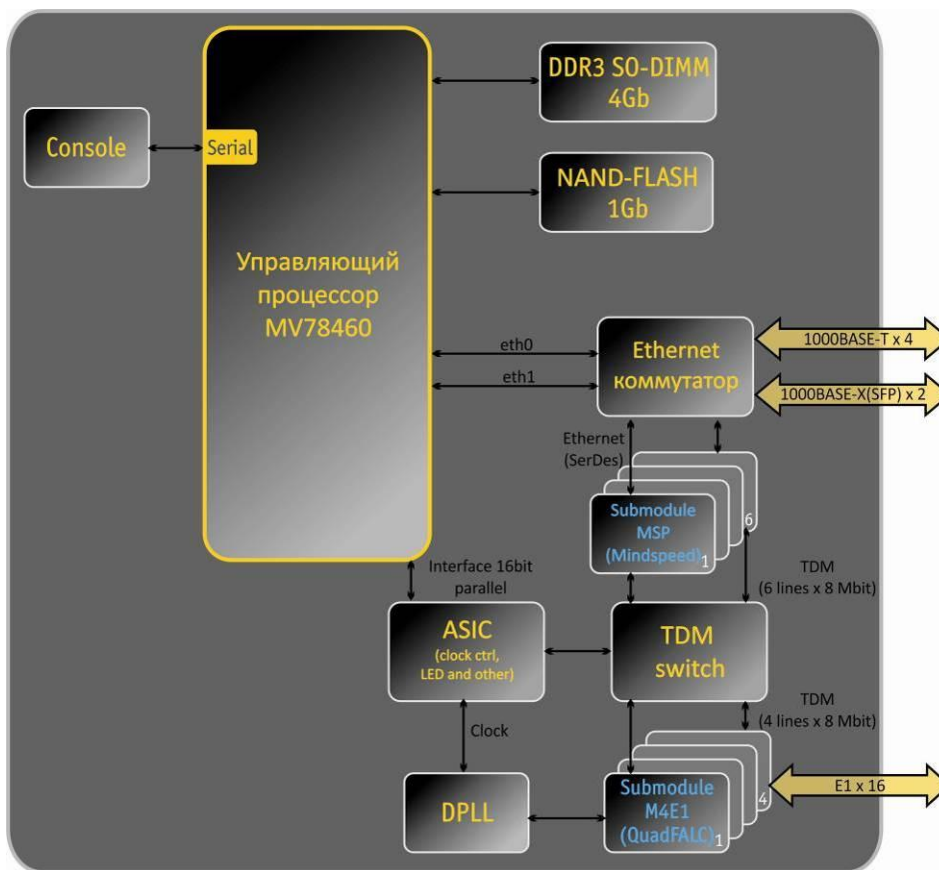 DDR3 SO-DIMM
4Gb
Console
Serial
NAND-FLASH
1Gb
Управляющий
процессор
MV78460
eth0
eth1
Ethernet
коммутатор
1000BASE-T x 4
1000BASE-X(SFP) x 2
Ethernet
(SerDes)
Submodule
MSP
(Mindspeed)
1
6
Interface 16bit
parallel
TDM
(6 lines x 8 Mbit)
ASIC
(clock ctrl,
LED and other)
TDM
switch
TDM
(4 lines x 8 Mbit)
Clock
DPLL
Submodule
M4E1
(QuadFALC)
1
4
E1 x 16